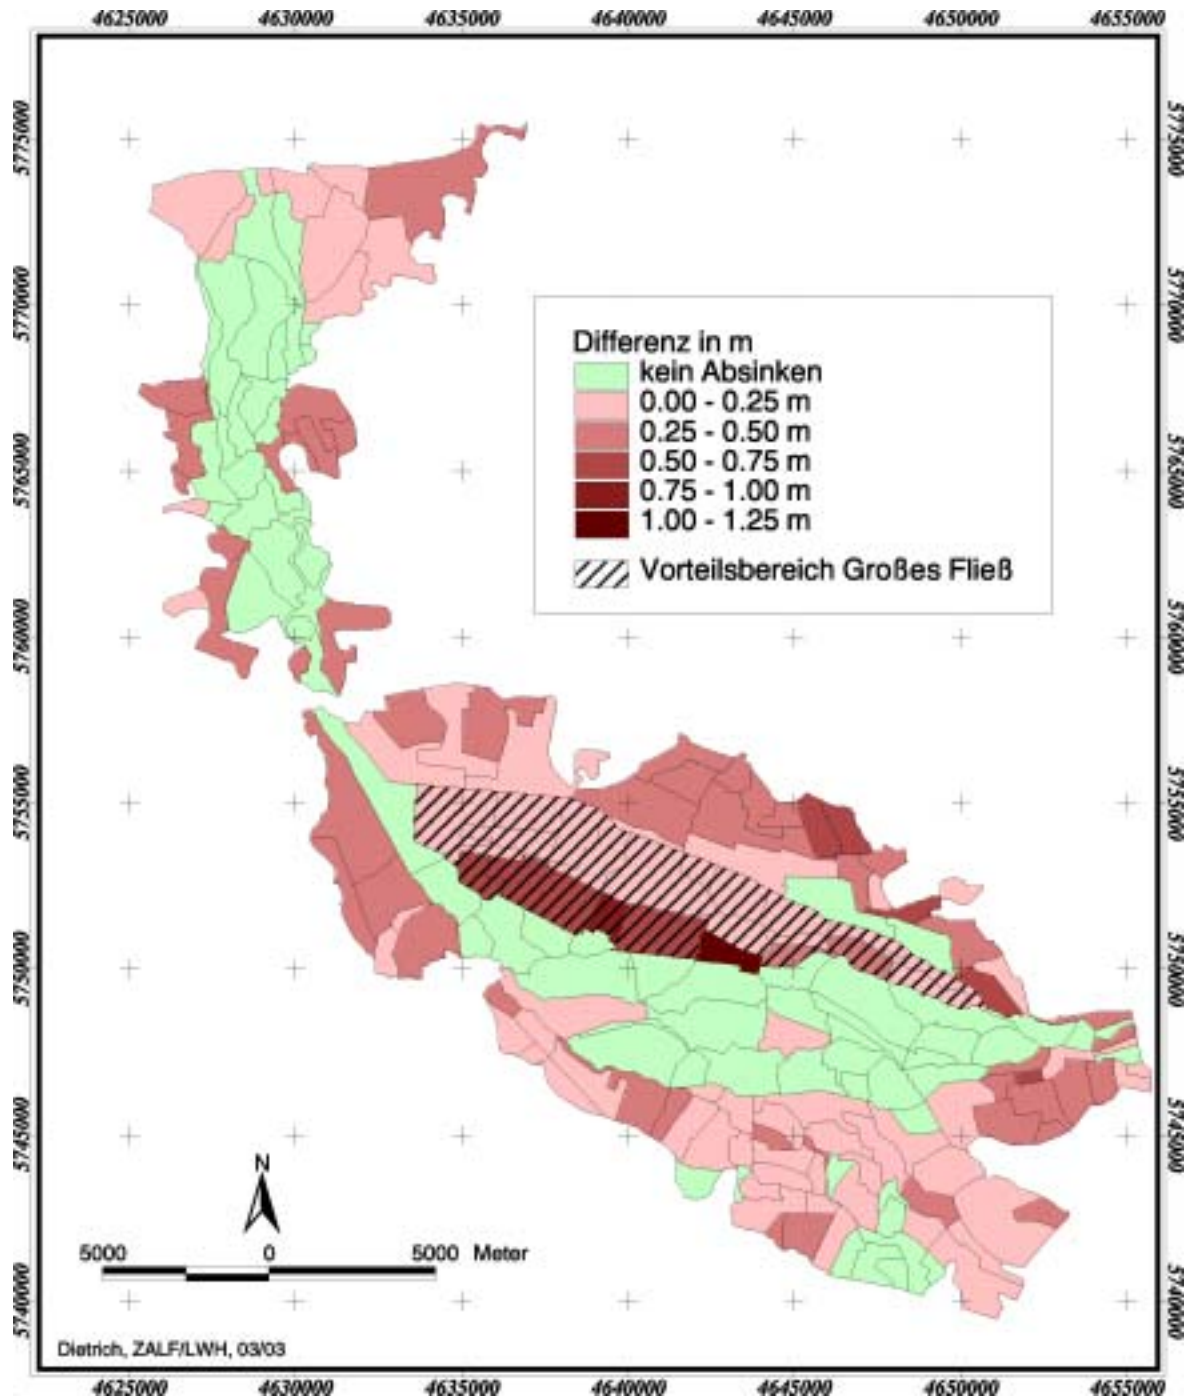 4625000 4630000 4635000 4640000 4645000 4650000 4655000
5775000 5775000
5770000 5770000
Differenz in m
kein Absinken
0.00 - 0.25 m
0.25 - 0.50 m
0.50 - 0.75 m
0.75 - 1.00 m
1.00 - 1.25 m
Vorteilsbereich Großes Fließ
5765000 5765000
5760000 5760000
5755000 5755000
5750000 5750000
5745000 5745000
N
5000 0 5000 Meter
5740000 5740000
Dietrich, ZALF/LWH, 03/03
4625000 4630000 4635000 4640000 4645000 4650000 4655000